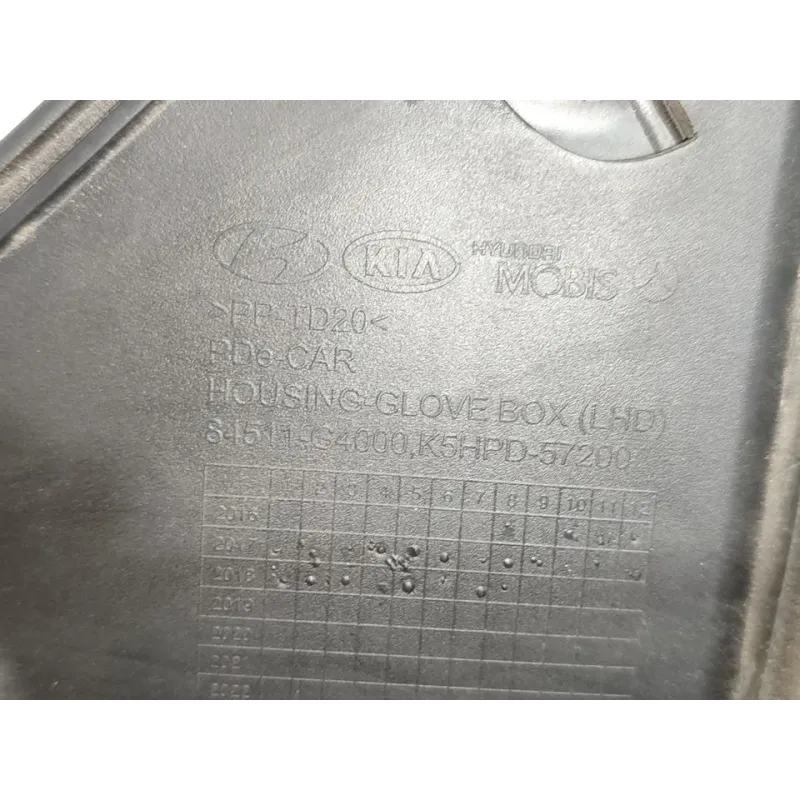 KIA
HYUNDAI
MOBIS
>PP-TD20<
PDe-CAR
HOUSING-GLOVE BOX (LHD)
84511-G4000,K5HPD-57200
1 2 3 4 5 6 7 8 9 10 11 12
2016
2017
2018
2019
2020
2021
2022